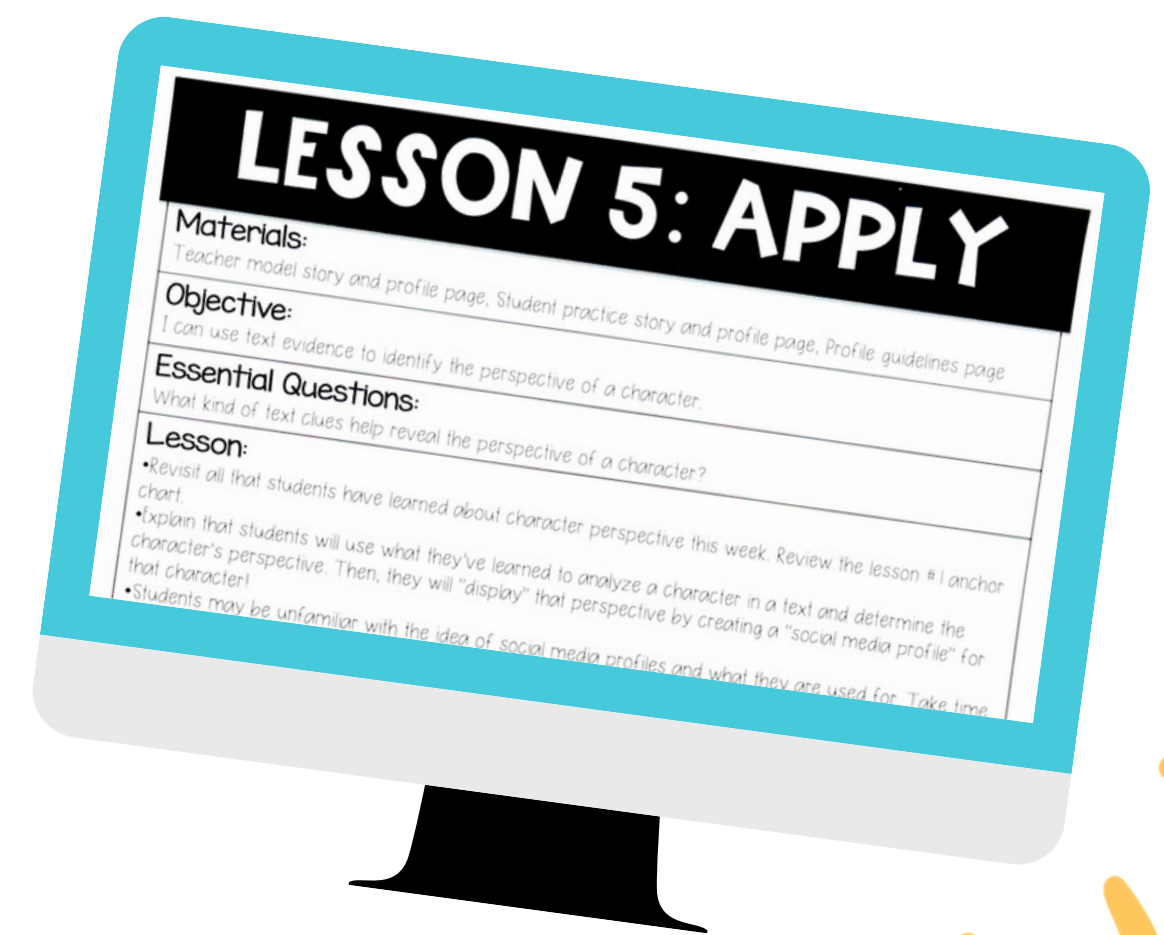 LESSON 5: APPLY
Materials:
Teacher model story and profile page, Student practice story and profile page, Profile guidelines page
Objective:
I can use text evidence to identify the perspective of a character.
Essential Questions:
What kind of text clues help reveal the perspective of a character?
Lesson:
•Revisit all that students have learned about character perspective this week. Review the lesson #1 anchor
chart.
•Explain that students will use what they've learned to analyze a character in a text and determine the
character's perspective. Then, they will "display" that perspective by creating a "social media profile" for
that character!
•Students may be unfamiliar with the idea of social media profiles and what they are used for. Take time